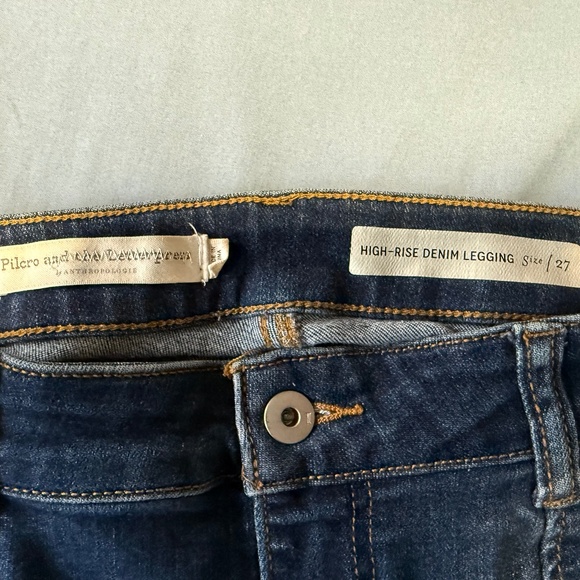 Pilcro and the Letterpress
ANTHROPOLOGIE
HIGH-RISE DENIM LEGGING Size / 27